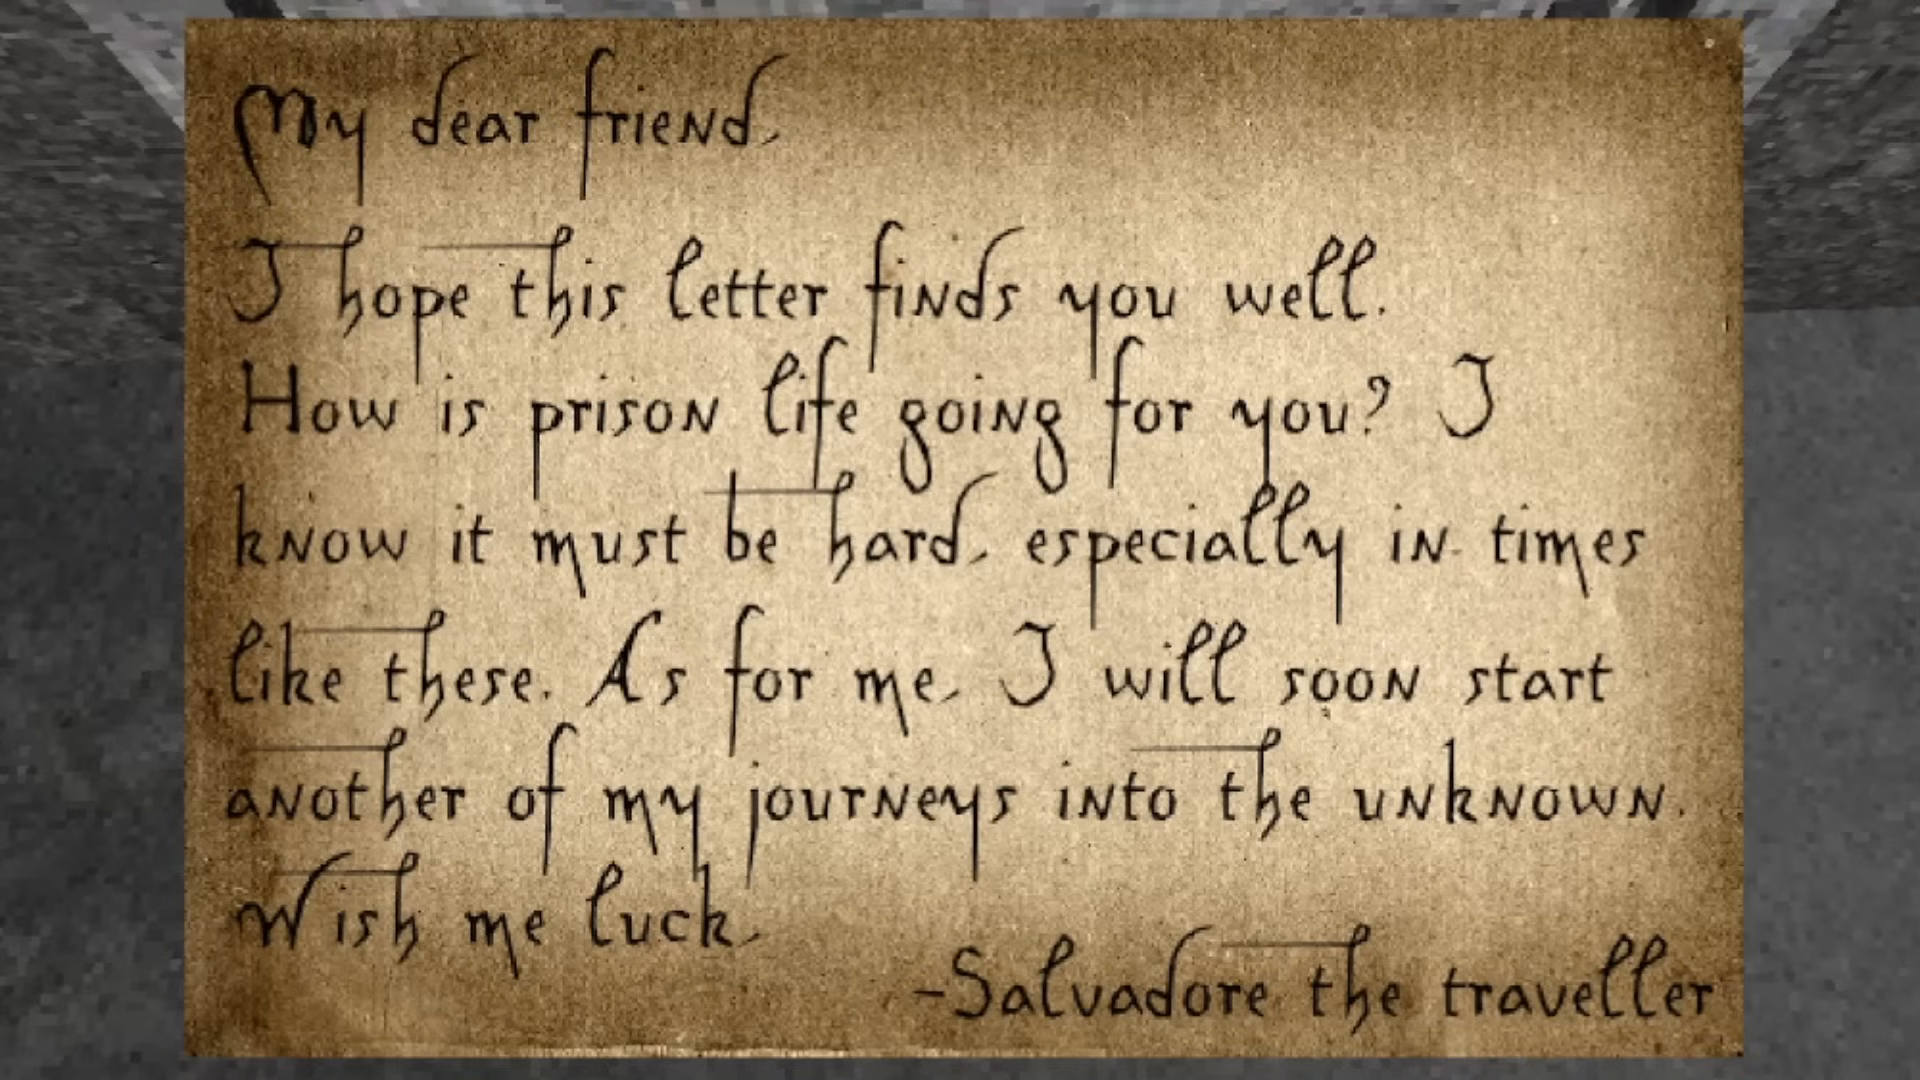 My dear friend,
I hope this letter finds you well.
How is prison life going for you? I
know it must be hard, especially in times
like these. As for me, I will soon start
another of my journeys into the unknown.
Wish me luck,
-Salvadore the traveller